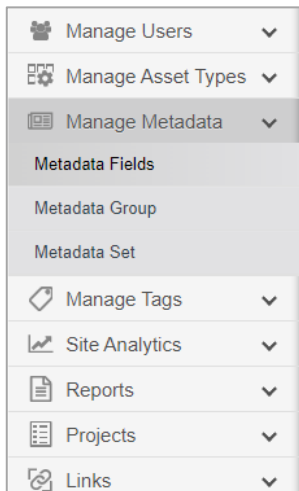 Manage Users
Manage Asset Types
Manage Metadata
Metadata Fields
Metadata Group
Metadata Set
Manage Tags
Site Analytics
Reports
Projects
Links